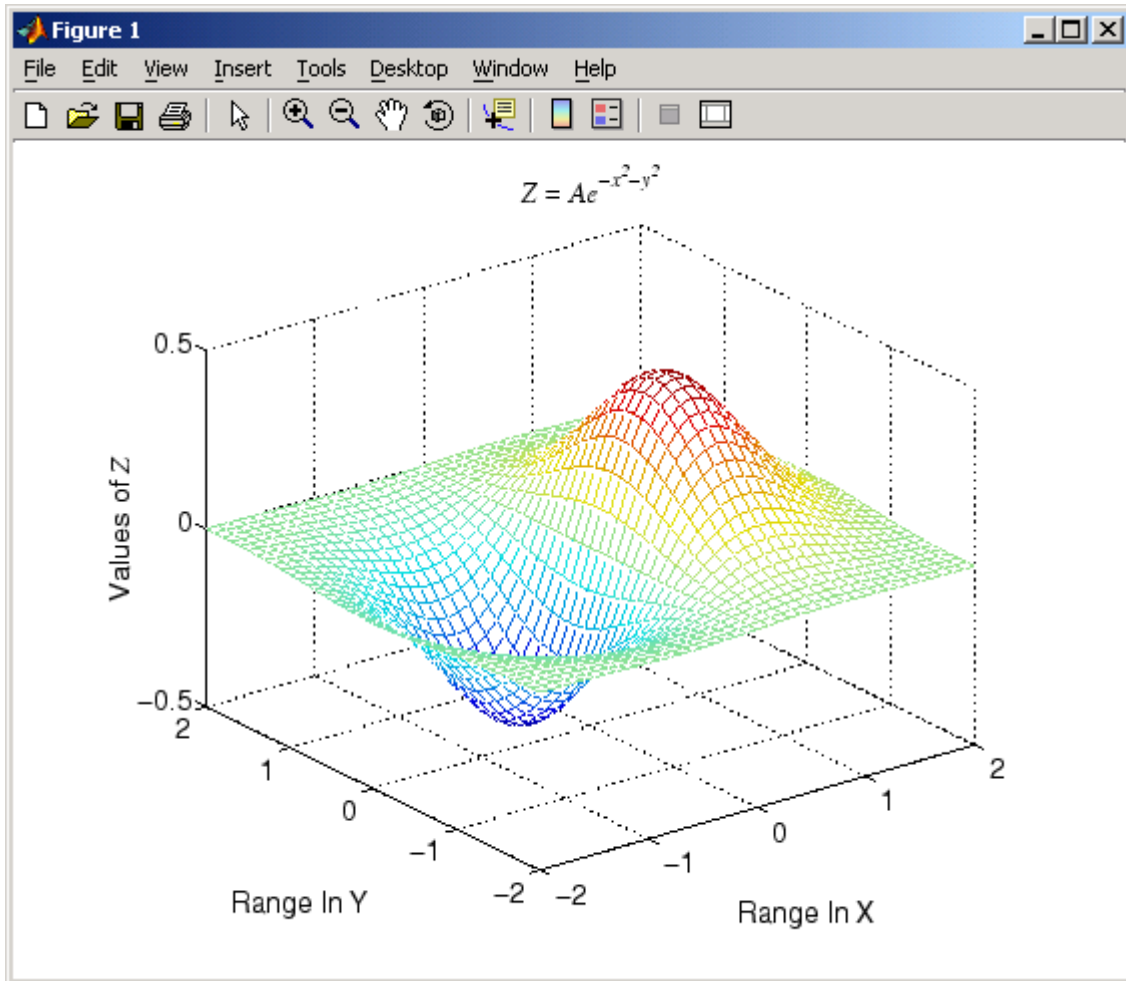 Figure 1
File Edit View Insert Tools Desktop Window Help
Z = Ae^{-x^2-y^2}
0.5
0
−0.5
Values of Z
2
1
0
−1
−2
Range In Y
−2
−1
0
1
2
Range In X